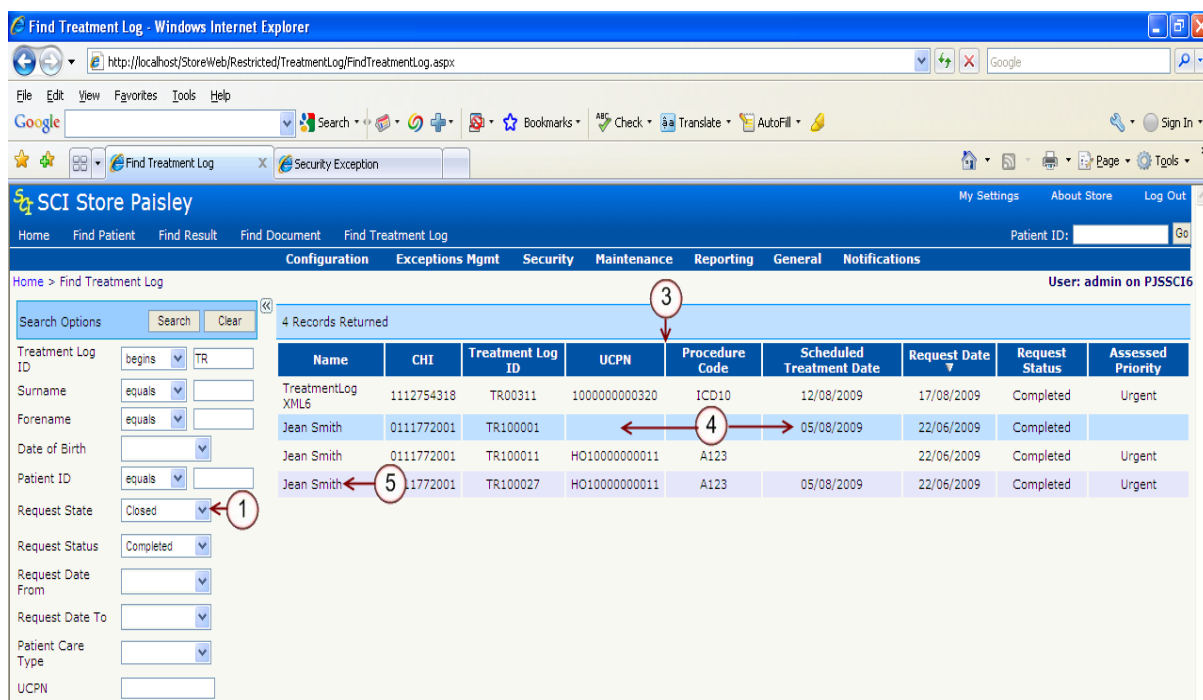 Find Treatment Log - Windows Internet Explorer
http://localhost/StoreWeb/Restricted/TreatmentLog/FindTreatmentLog.aspx
Google
File Edit View Favorites Tools Help
Google Search Bookmarks ABC Check Translate AutoFill Sign In
Find Treatment Log X Security Exception Page Tools
SCI Store Paisley My Settings About Store Log Out
Home Find Patient Find Result Find Document Find Treatment Log Patient ID: Go
Configuration Exceptions Mgmt Security Maintenance Reporting General Notifications
Home > Find Treatment Log User: admin on PJSSCI6
3
Search Options Search Clear 4 Records Returned
Treatment Log ID begins TR
Surname equals
Forename equals
Date of Birth
Patient ID equals
Request State Closed 1
Request Status Completed
Request Date From
Request Date To
Patient Care Type
UCPN
Name CHI Treatment Log ID UCPN Procedure Code Scheduled Treatment Date Request Date Request Status Assessed Priority
TreatmentLog XML6 1112754318 TR00311 1000000000320 ICD10 12/08/2009 17/08/2009 Completed Urgent
Jean Smith 0111772001 TR100001 4 05/08/2009 22/06/2009 Completed
Jean Smith 0111772001 TR100011 HO10000000011 A123 22/06/2009 Completed Urgent
Jean Smith 5 11772001 TR100027 HO10000000011 A123 05/08/2009 22/06/2009 Completed Urgent